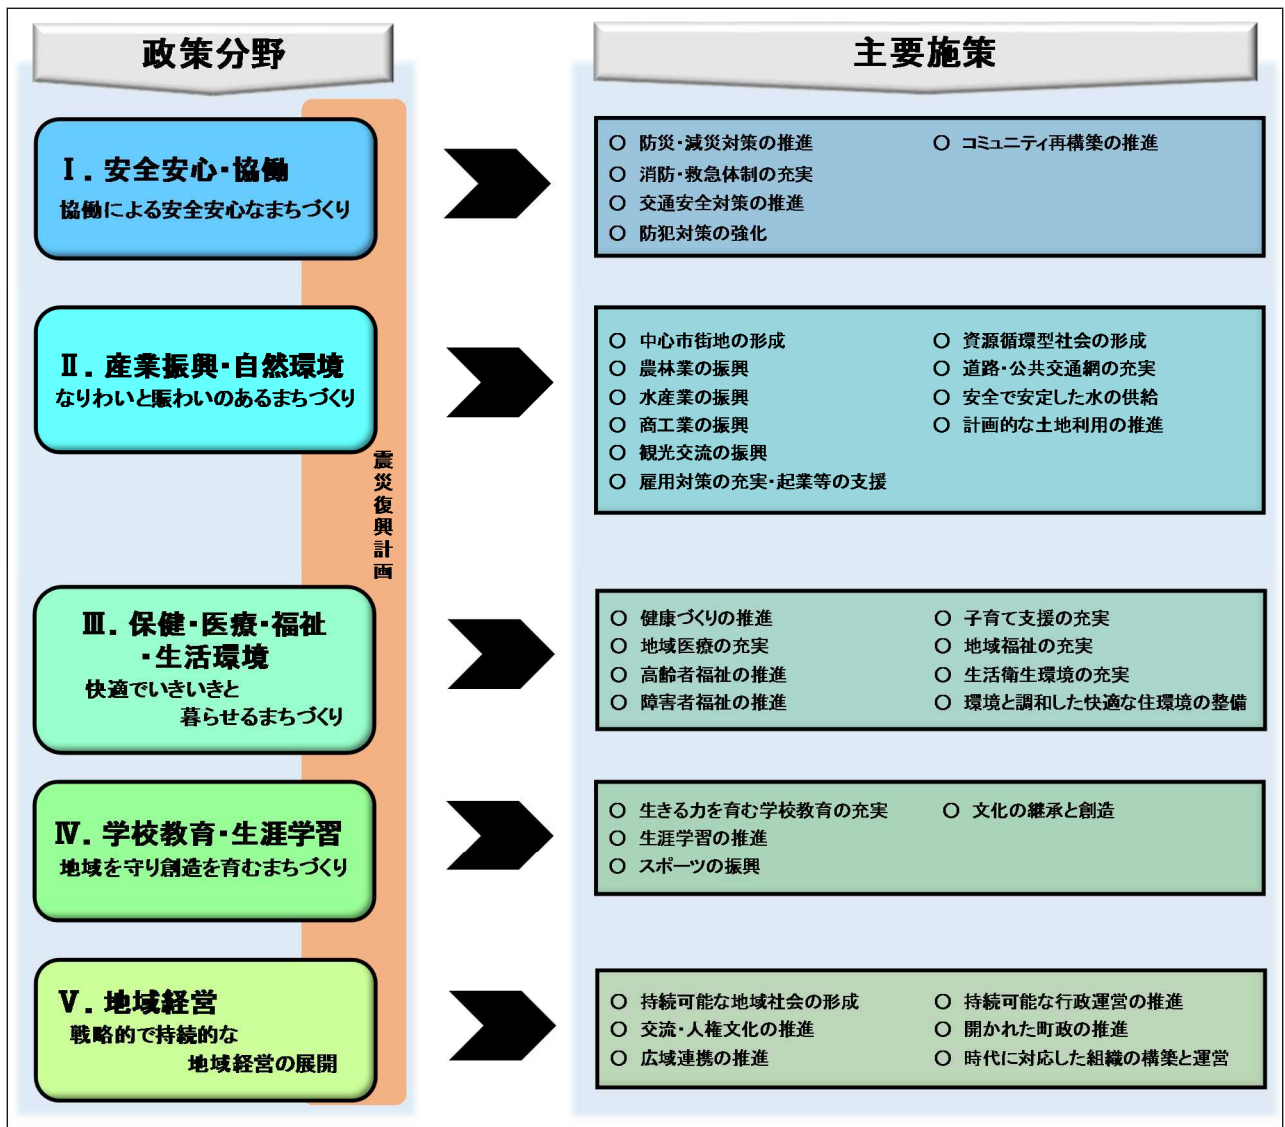 政策分野
主要施策
Ⅰ．安全安心・協働
協働による安全安心なまちづくり
○ 防災・減災対策の推進
○ 消防・救急体制の充実
○ 交通安全対策の推進
○ 防犯対策の強化
○ コミュニティ再構築の推進
Ⅱ．産業振興・自然環境
なりわいと賑わいのあるまちづくり
○ 中心市街地の形成
○ 農林業の振興
○ 水産業の振興
○ 商工業の振興
○ 観光交流の振興
○ 雇用対策の充実・起業等の支援
○ 資源循環型社会の形成
○ 道路・公共交通網の充実
○ 安全で安定した水の供給
○ 計画的な土地利用の推進
震災復興計画
Ⅲ．保健・医療・福祉
・生活環境
快適でいきいきと
暮らせるまちづくり
○ 健康づくりの推進
○ 地域医療の充実
○ 高齢者福祉の推進
○ 障害者福祉の推進
○ 子育て支援の充実
○ 地域福祉の充実
○ 生活衛生環境の充実
○ 環境と調和した快適な住環境の整備
Ⅳ．学校教育・生涯学習
地域を守り創造を育むまちづくり
○ 生きる力を育む学校教育の充実
○ 生涯学習の推進
○ スポーツの振興
○ 文化の継承と創造
Ⅴ．地域経営
戦略的で持続的な
地域経営の展開
○ 持続可能な地域社会の形成
○ 交流・人権文化の推進
○ 広域連携の推進
○ 持続可能な行政運営の推進
○ 開かれた町政の推進
○ 時代に対応した組織の構築と運営